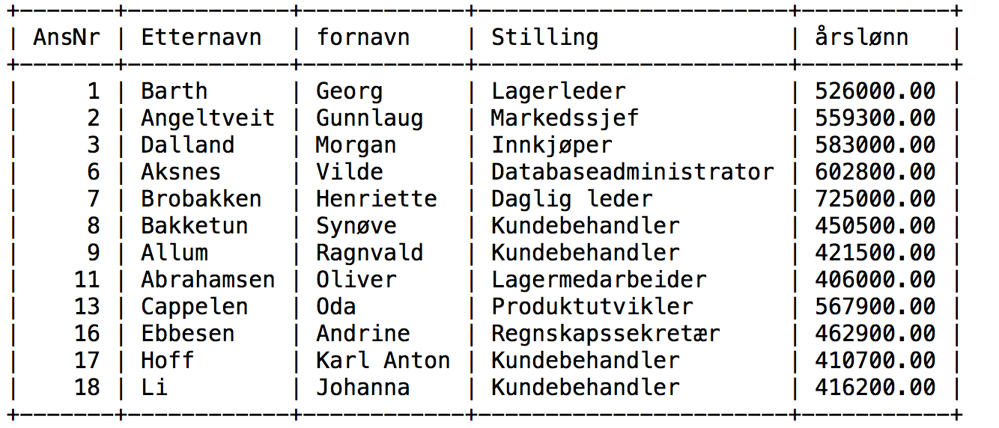 +-------+------------+------------+-----------------------+-----------+
| AnsNr | Etternavn  | fornavn    | Stilling              | årslønn   |
+-------+------------+------------+-----------------------+-----------+
|     1 | Barth      | Georg      | Lagerleder            | 526000.00 |
|     2 | Angeltveit | Gunnlaug   | Markedssjef           | 559300.00 |
|     3 | Dalland    | Morgan     | Innkjøper             | 583000.00 |
|     6 | Aksnes     | Vilde      | Databaseadministrator | 602800.00 |
|     7 | Brobakken  | Henriette  | Daglig leder          | 725000.00 |
|     8 | Bakketun   | Synøve     | Kundebehandler        | 450500.00 |
|     9 | Allum      | Ragnvald   | Kundebehandler        | 421500.00 |
|    11 | Abrahamsen | Oliver     | Lagermedarbeider      | 406000.00 |
|    13 | Cappelen   | Oda        | Produktutvikler       | 567900.00 |
|    16 | Ebbesen    | Andrine    | Regnskapssekretær     | 462900.00 |
|    17 | Hoff       | Karl Anton | Kundebehandler        | 410700.00 |
|    18 | Li         | Johanna    | Kundebehandler        | 416200.00 |
+-------+------------+------------+-----------------------+-----------+